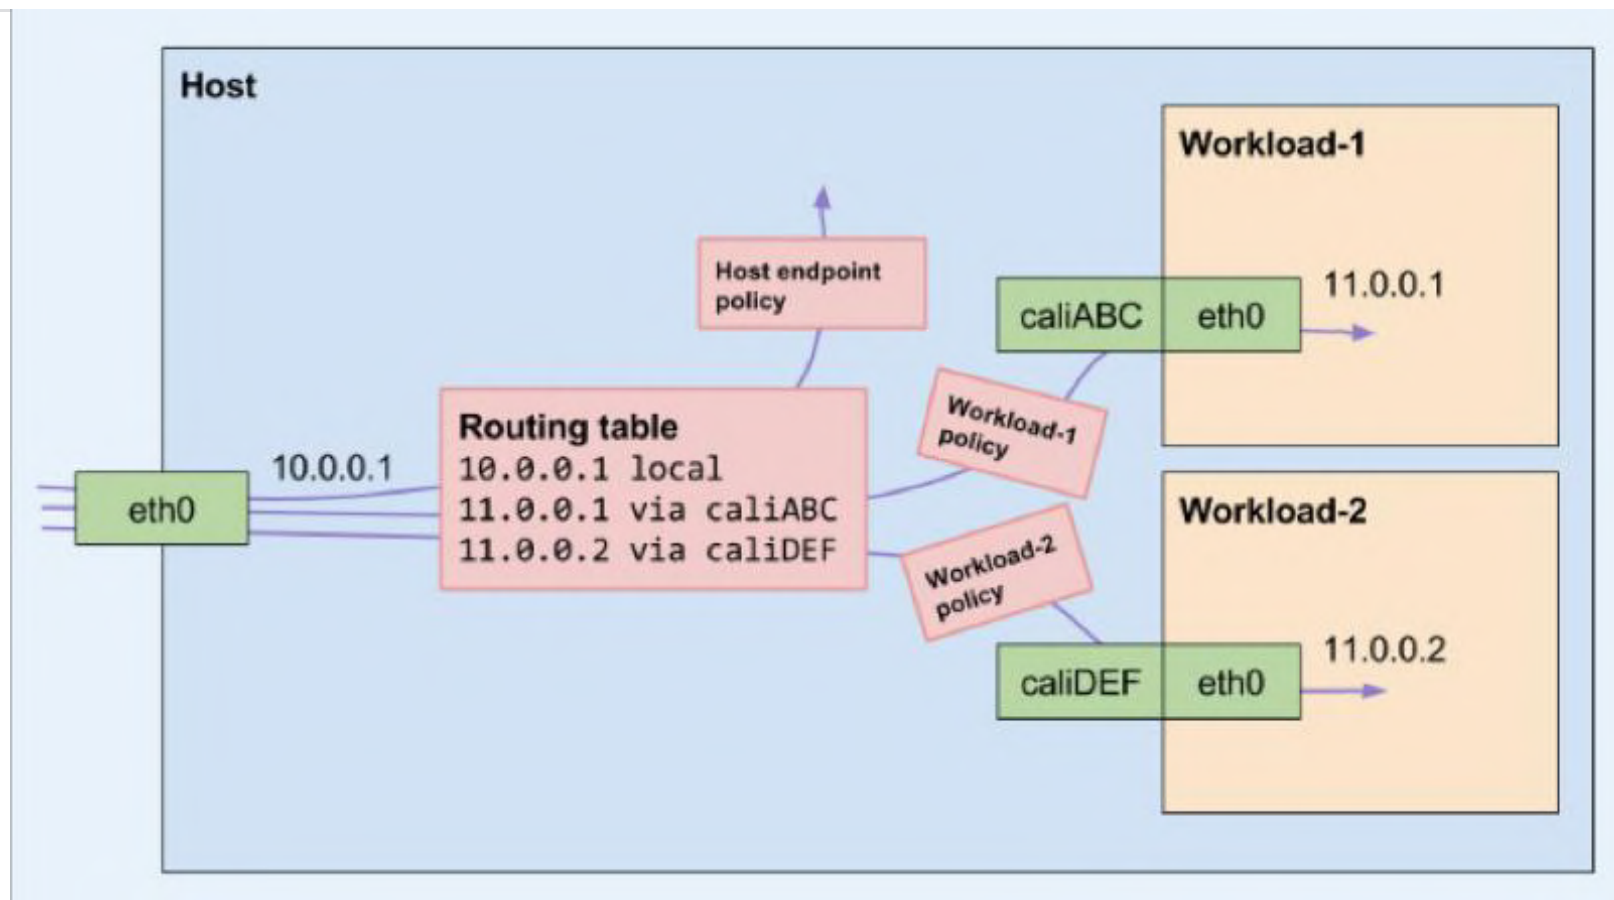 Host
Workload-1
Host endpoint
policy
caliABC
eth0
11.0.0.1
Workload-1
policy
eth0
10.0.0.1
Routing table
10.0.0.1 local
11.0.0.1 via caliABC
11.0.0.2 via caliDEF
Workload-2
policy
Workload-2
caliDEF
eth0
11.0.0.2